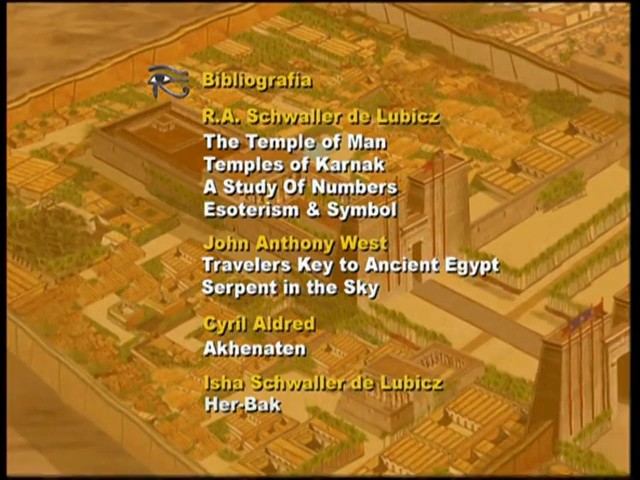 Bibliografia
R.A. Schwaller de Lubicz
The Temple of Man
Temples of Karnak
A Study Of Numbers
Esoterism & Symbol
John Anthony West
Travelers Key to Ancient Egypt
Serpent in the Sky
Cyril Aldred
Akhenaten
Isha Schwaller de Lubicz
Her-Bak